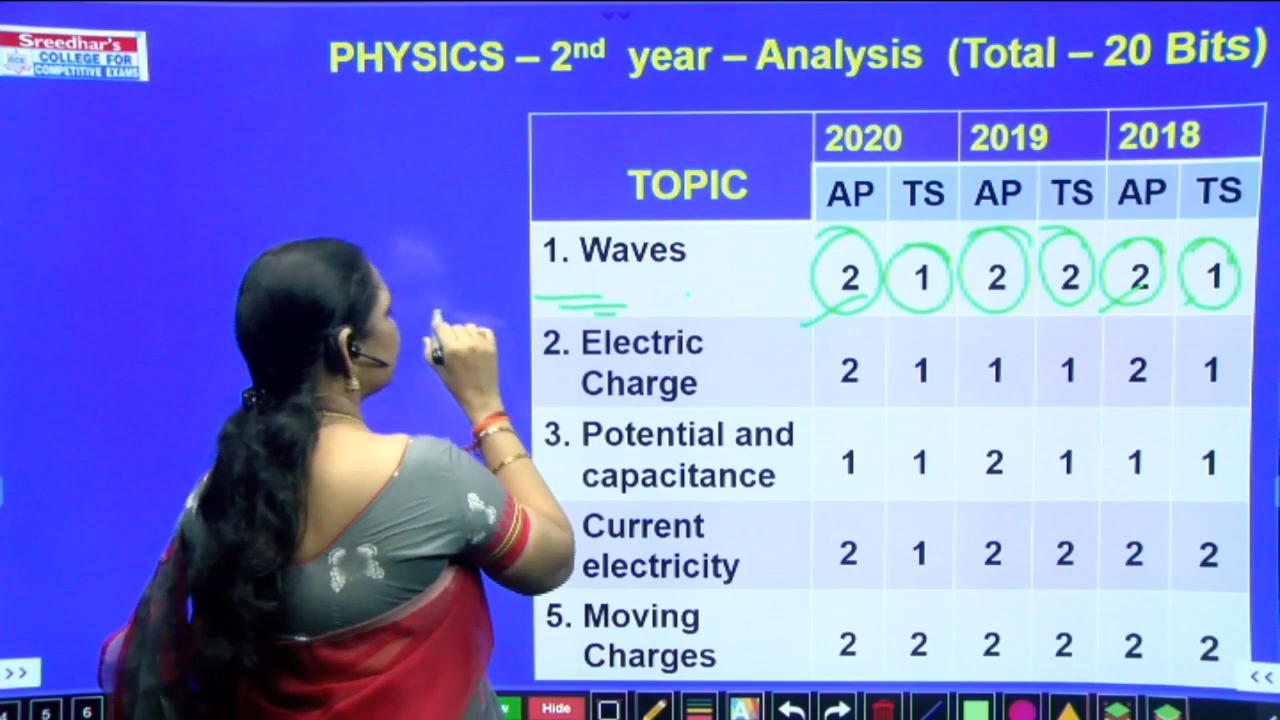 Sreedhar's
COLLEGE FOR
COMPETITIVE EXAMS
PHYSICS – 2nd year – Analysis (Total – 20 Bits)
TOPIC 2020 2019 2018
AP TS AP TS AP TS
1. Waves 2 1 2 2 2 1
2. Electric
Charge 2 1 1 1 2 1
3. Potential and
capacitance 1 1 2 1 1 1
Current
electricity 2 1 2 2 2 2
5. Moving
Charges 2 2 2 2 2 2
>> <<
5 6 Hide